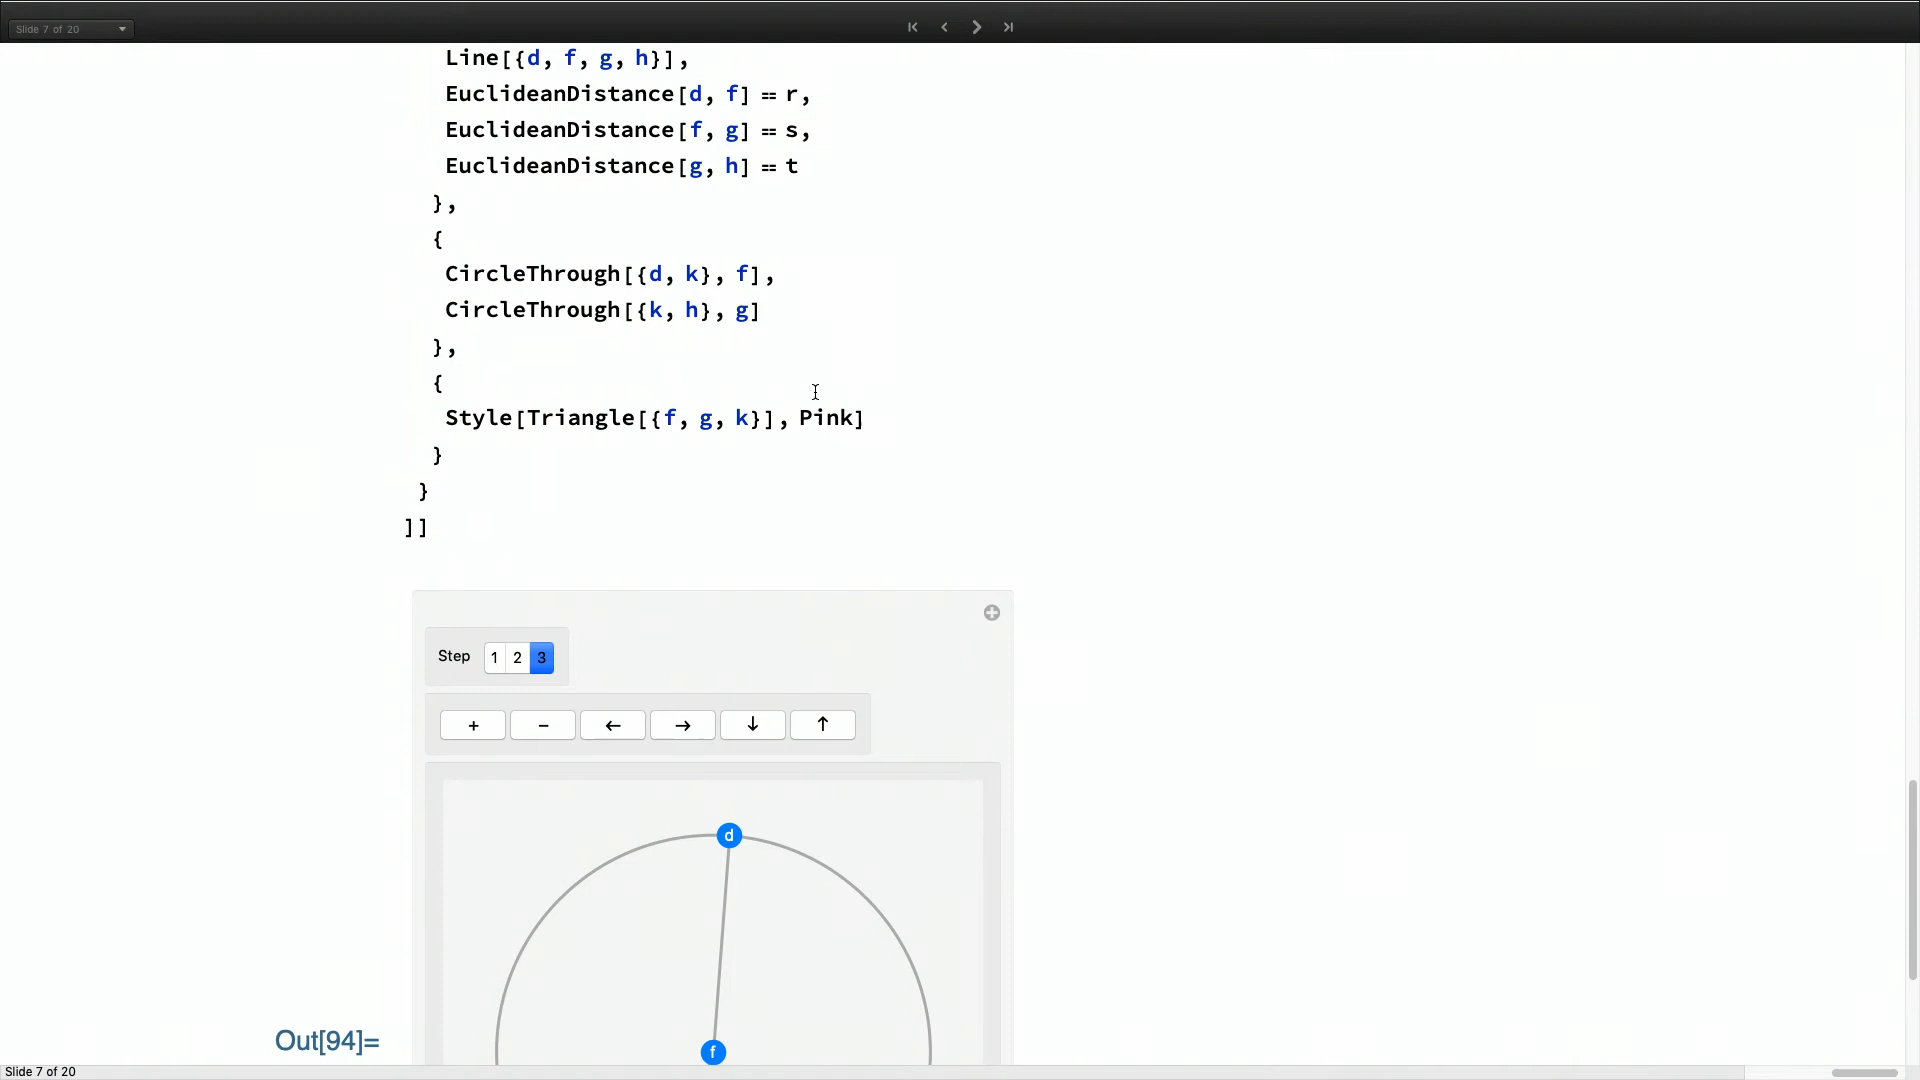 Slide 7 of 20
Line[{d, f, g, h}],
EuclideanDistance[d, f] == r,
EuclideanDistance[f, g] == s,
EuclideanDistance[g, h] == t
},
{
CircleThrough[{d, k}, f],
CircleThrough[{k, h}, g]
},
{
Style[Triangle[{f, g, k}], Pink]
}
}
]]
Step 1 2 3
+ − ← → ↓ ↑
d
Out[94]=
f
Slide 7 of 20